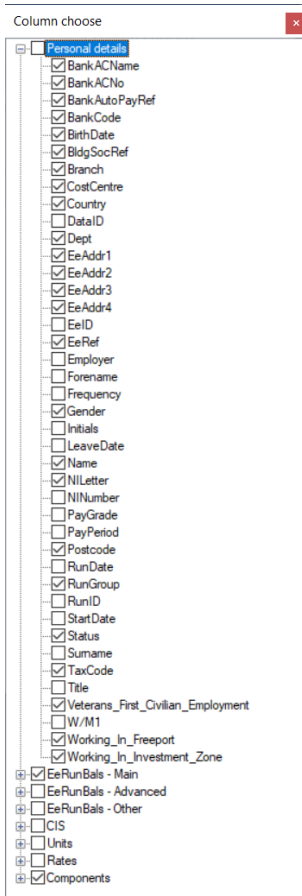 Column choose
Personal details
BankACName
BankACNo
BankAutoPayRef
BankCode
BirthDate
BldgSocRef
Branch
CostCentre
Country
DataID
Dept
EeAddr1
EeAddr2
EeAddr3
EeAddr4
EeID
EeRef
Employer
Forename
Frequency
Gender
Initials
LeaveDate
Name
NILetter
NINumber
PayGrade
PayPeriod
Postcode
RunDate
RunGroup
RunID
StartDate
Status
Surname
TaxCode
Title
Veterans_First_Civilian_Employment
W/M1
Working_In_Freeport
Working_In_Investment_Zone
EeRunBals - Main
EeRunBals - Advanced
EeRunBals - Other
CIS
Units
Rates
Components